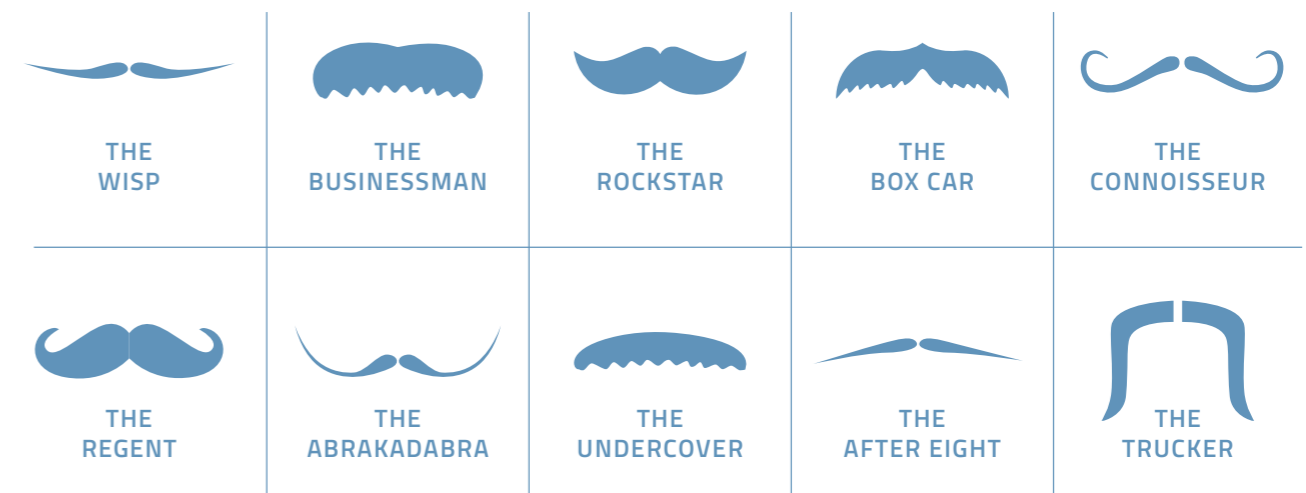 THE
WISP
THE
BUSINESSMAN
THE
ROCKSTAR
THE
BOX CAR
THE
CONNOISSEUR
THE
REGENT
THE
ABRAKADABRA
THE
UNDERCOVER
THE
AFTER EIGHT
THE
TRUCKER